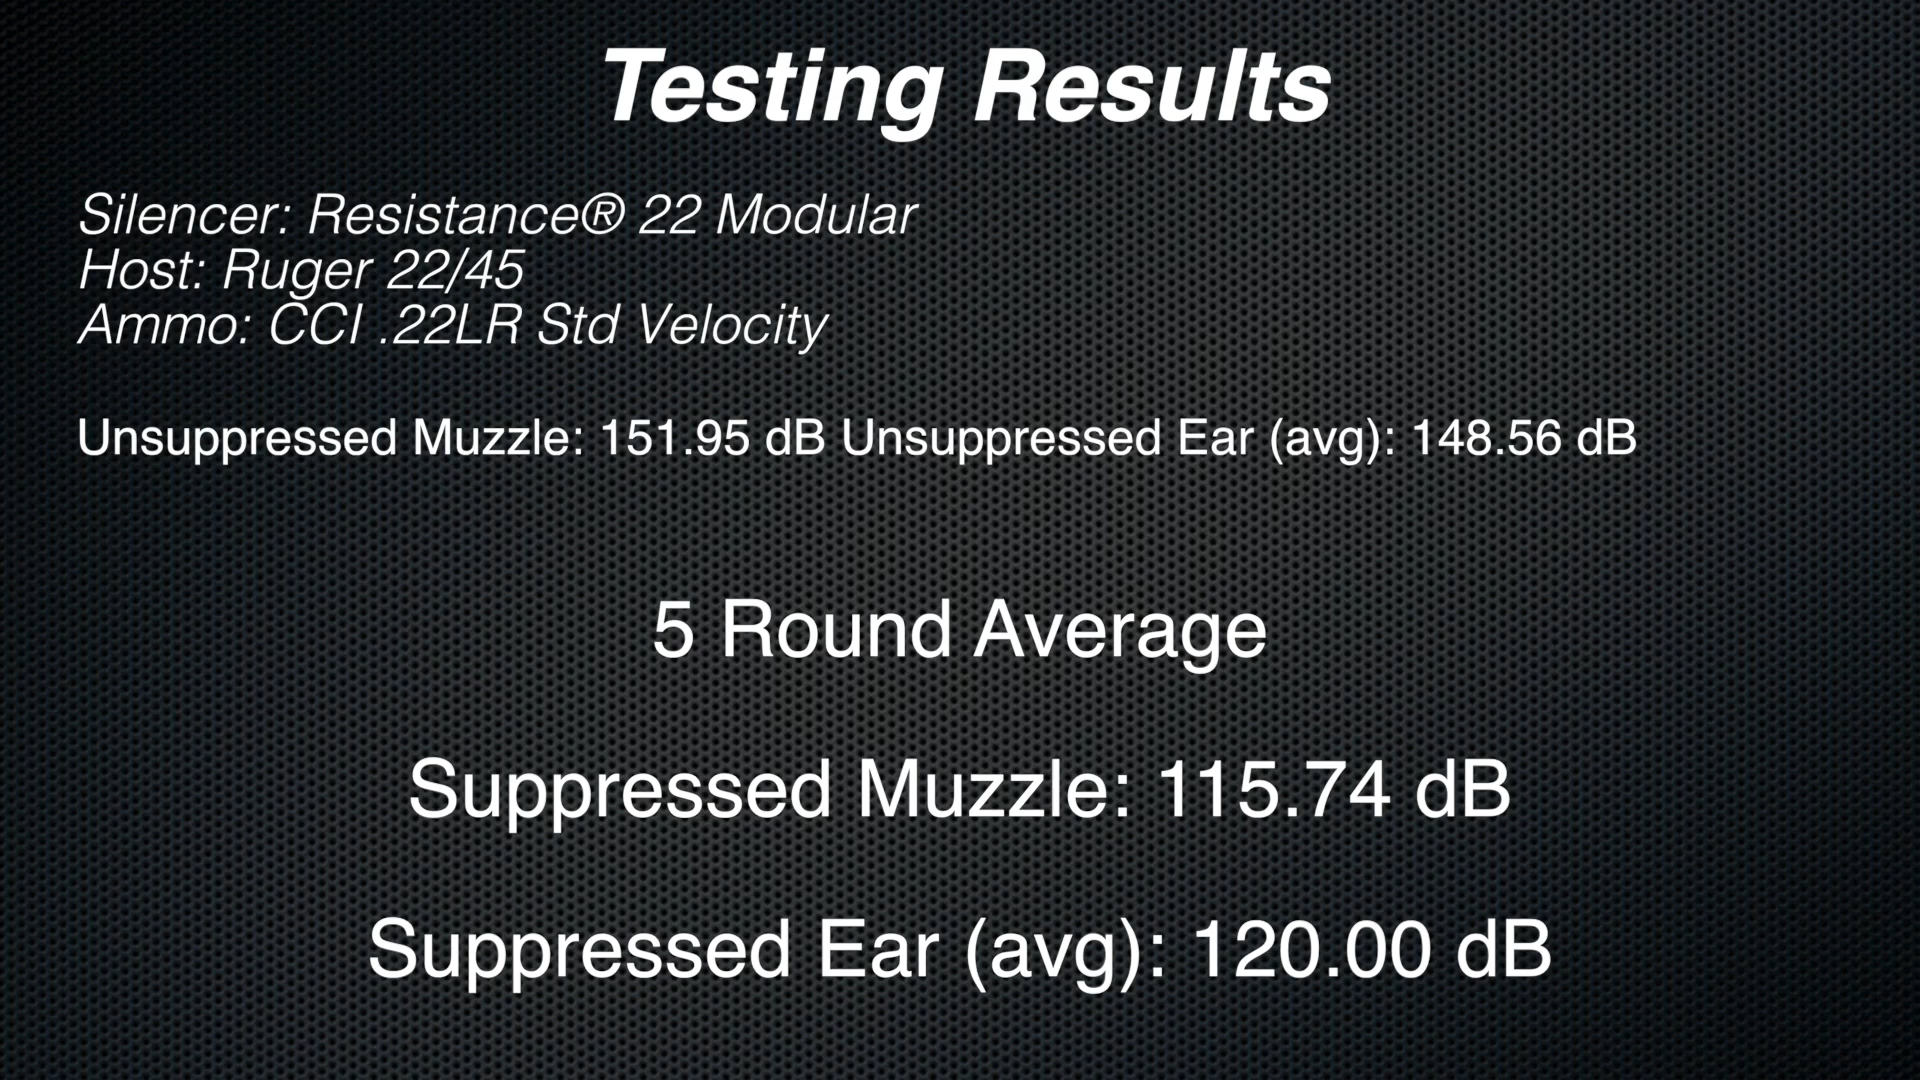 Testing Results
Silencer: Resistance® 22 Modular
Host: Ruger 22/45
Ammo: CCI .22LR Std Velocity
Unsuppressed Muzzle: 151.95 dB Unsuppressed Ear (avg): 148.56 dB
5 Round Average
Suppressed Muzzle: 115.74 dB
Suppressed Ear (avg): 120.00 dB